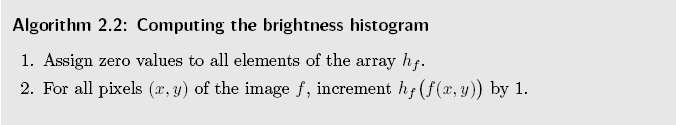 Algorithm 2.2: Computing the brightness histogram
1. Assign zero values to all elements of the array h_f.
2. For all pixels (x, y) of the image f, increment h_f(f(x, y)) by 1.